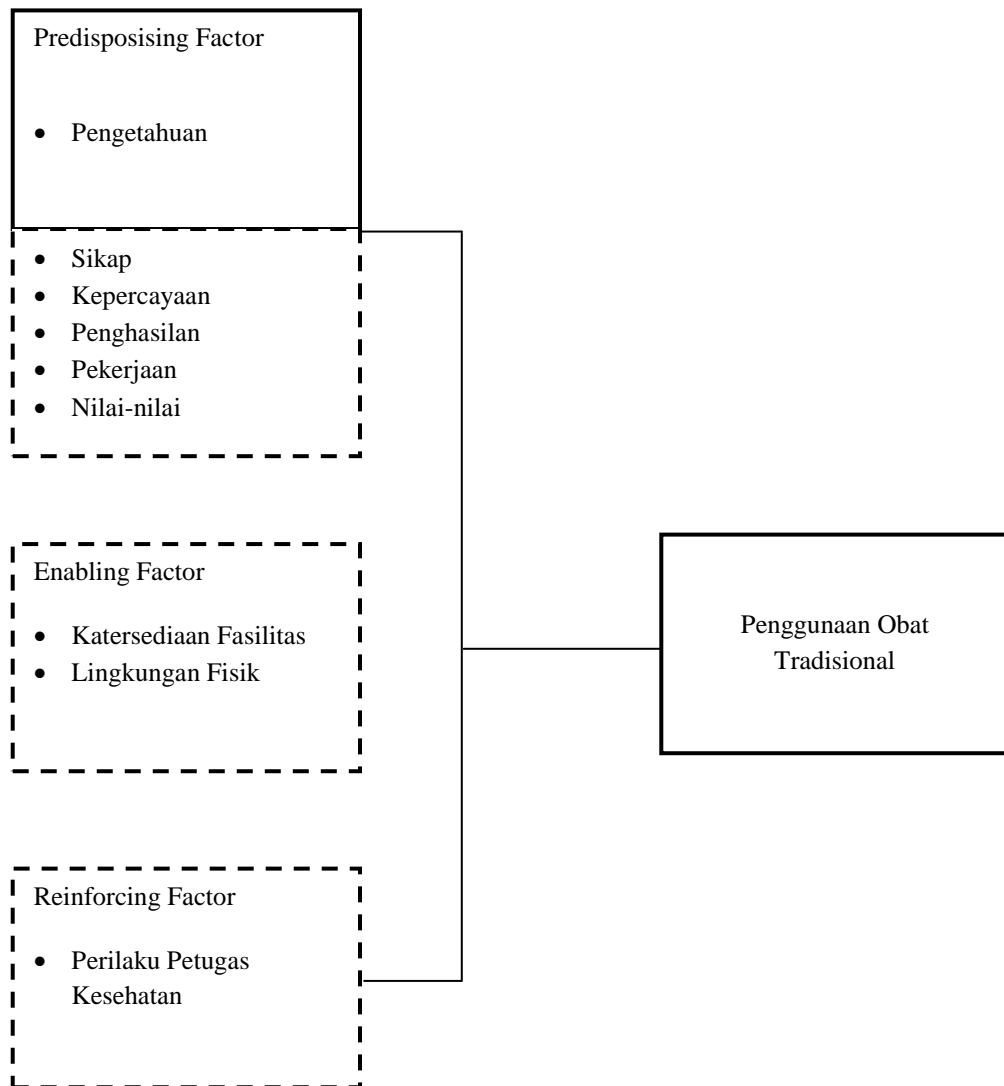 Predisposising Factor
• Pengetahuan
• Sikap
• Kepercayaan
• Penghasilan
• Pekerjaan
• Nilai-nilai
Enabling Factor
• Katersediaan Fasilitas
• Lingkungan Fisik
Penggunaan Obat
Tradisional
Reinforcing Factor
• Perilaku Petugas
Kesehatan